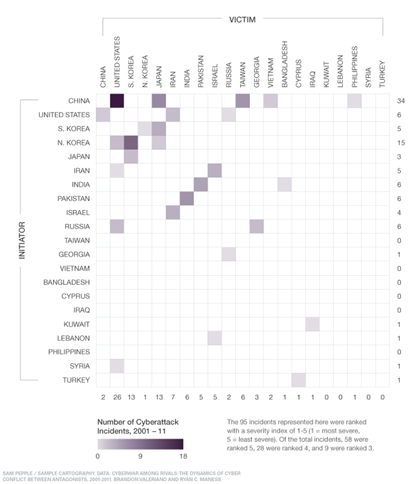 VICTIM
CHINA
UNITED STATES
S. KOREA
N. KOREA
JAPAN
IRAN
INDIA
PAKISTAN
ISRAEL
RUSSIA
TAIWAN
GEORGIA
VIETNAM
BANGLADESH
CYPRUS
IRAQ
KUWAIT
LEBANON
PHILIPPINES
SYRIA
TURKEY
INITIATOR
CHINA 34
UNITED STATES 6
S. KOREA 5
N. KOREA 15
JAPAN 3
IRAN 5
INDIA 6
PAKISTAN 6
ISRAEL 4
RUSSIA 6
TAIWAN 0
GEORGIA 1
VIETNAM 0
BANGLADESH 0
CYPRUS 0
IRAQ 0
KUWAIT 1
LEBANON 1
PHILIPPINES 0
SYRIA 1
TURKEY 1
2 26 13 1 13 7 6 5 5 4 6 3 2 1 1 1 0 0 1 0 0
Number of Cyberattack
Incidents, 2001 – 11
0 9 18
The 95 incidents represented here were ranked
with a severity index of 1-5 (1 = most severe,
5 = least severe). Of the total incidents, 58 were
ranked 5, 28 were ranked 4, and 9 were ranked 3.
SAM PEPPLE / SAMPLE CARTOGRAPHY. DATA: CYBERWAR AMONG RIVALS: THE DYNAMICS OF CYBER
CONFLICT BETWEEN ANTAGONISTS, 2001 2011. BRANDON VALERIANO AND RYAN C. MANESS